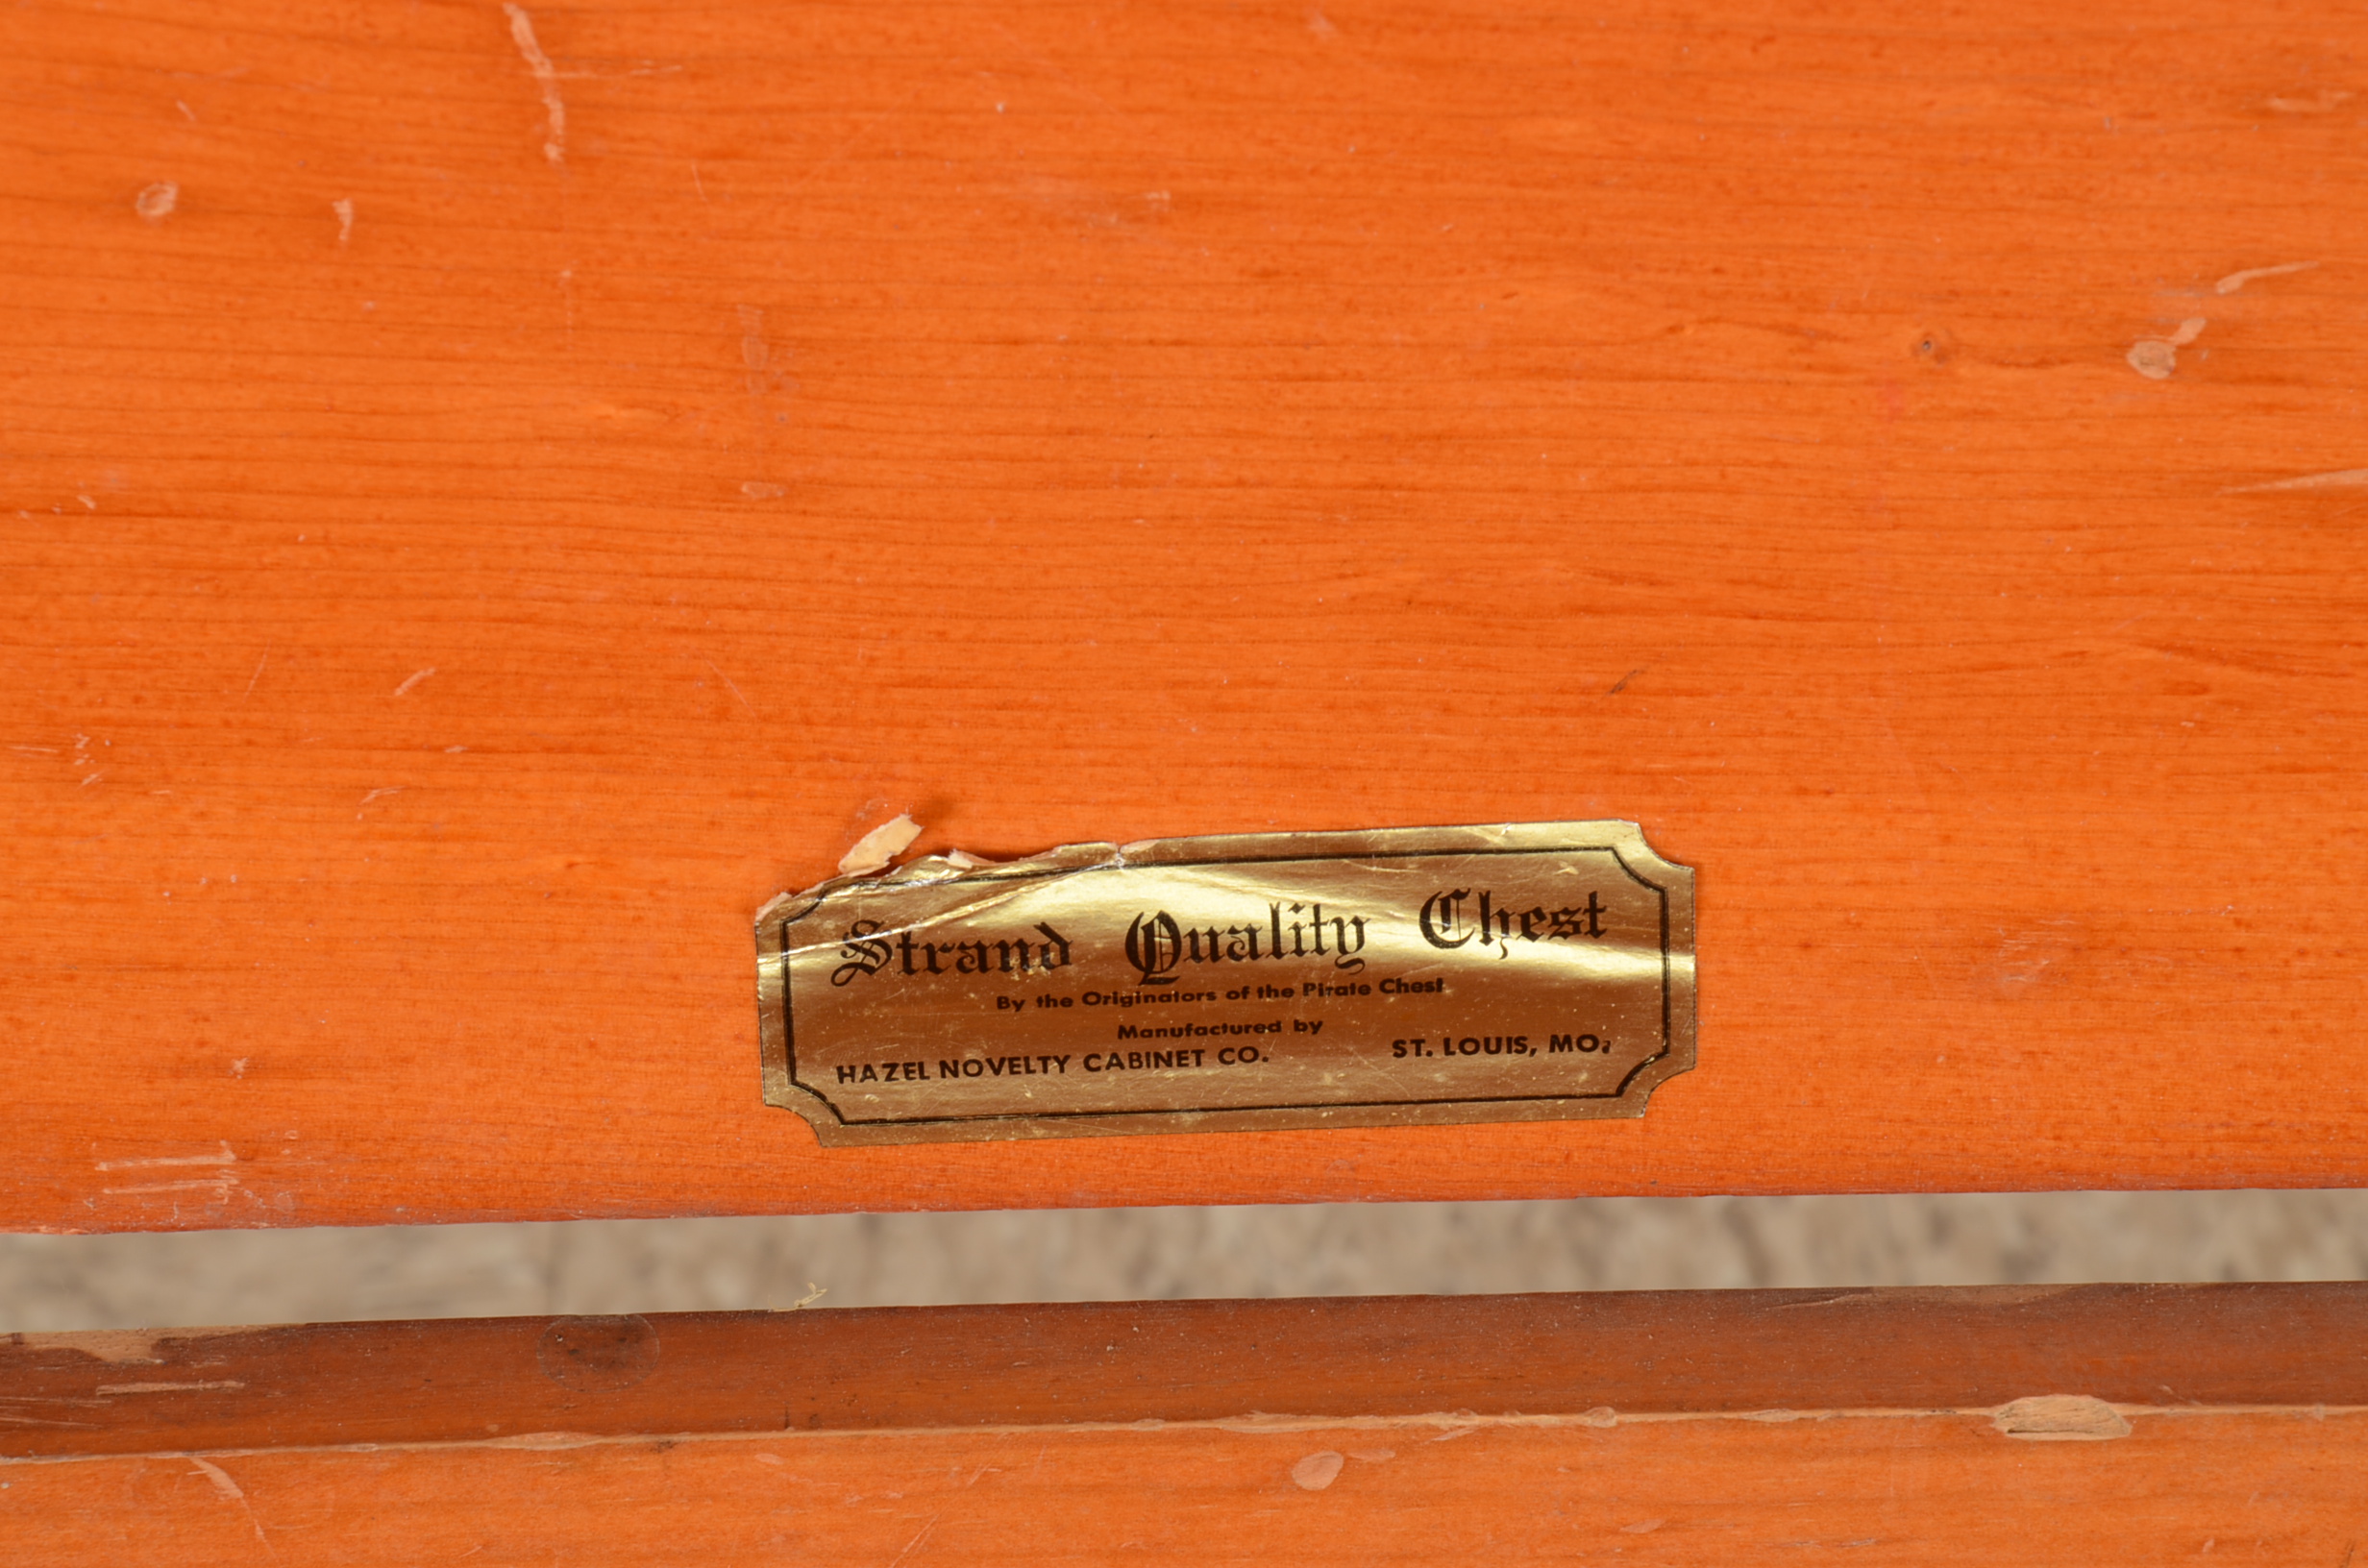 Strand Quality Chest
By the Originators of the Pirate Chest
Manufactured by
HAZEL NOVELTY CABINET CO. ST. LOUIS, MO.